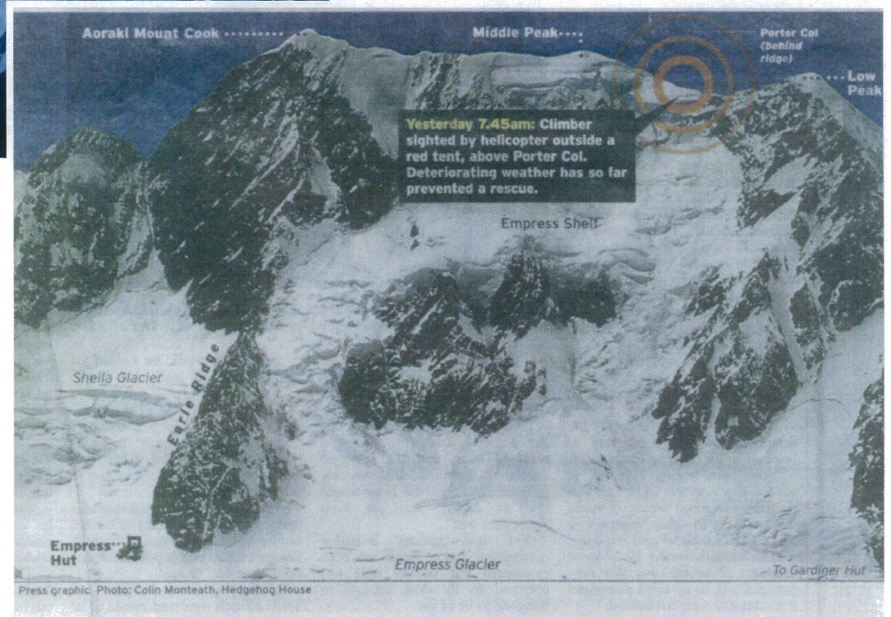 Aoraki Mount Cook
Middle Peak
Porter Col
(behind
ridge)
Low
Peak
Yesterday 7.45am: Climber
sighted by helicopter outside a
red tent, above Porter Col.
Deteriorating weather has so far
prevented a rescue.
Empress Shelf
Sheila Glacier
Earle Ridge
Empress
Hut
Empress Glacier
To Gardiner Hut
Press graphic Photo: Colin Monteath, Hedgehog House